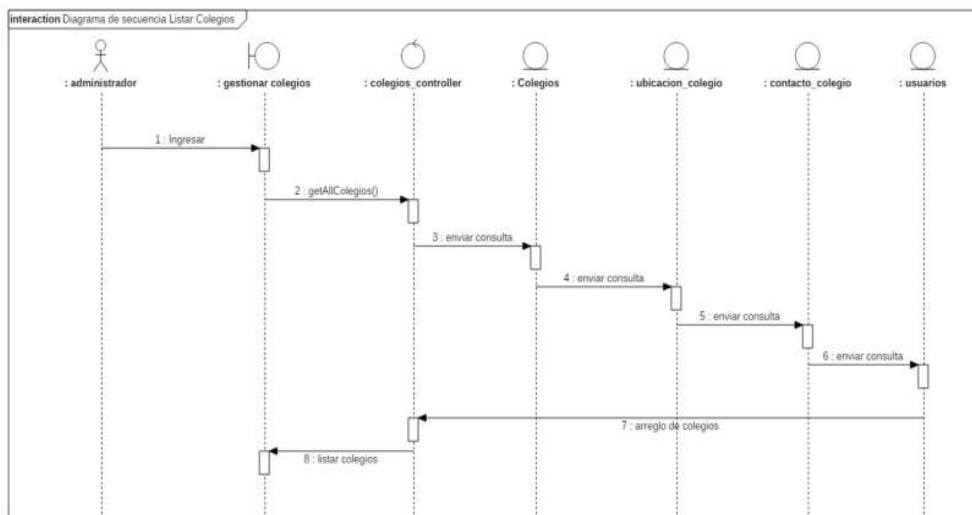 interaction Diagrama de secuencia Listar Colegios
: administrador
: gestionar colegios
: colegios_controller
: Colegios
: ubicacion_colegio
: contacto_colegio
: usuarios
1 : Ingresar
2 : getAllColegios()
3 : enviar consulta
4 : enviar consulta
5 : enviar consulta
6 : enviar consulta
7 : arreglo de colegios
8 : listar colegios